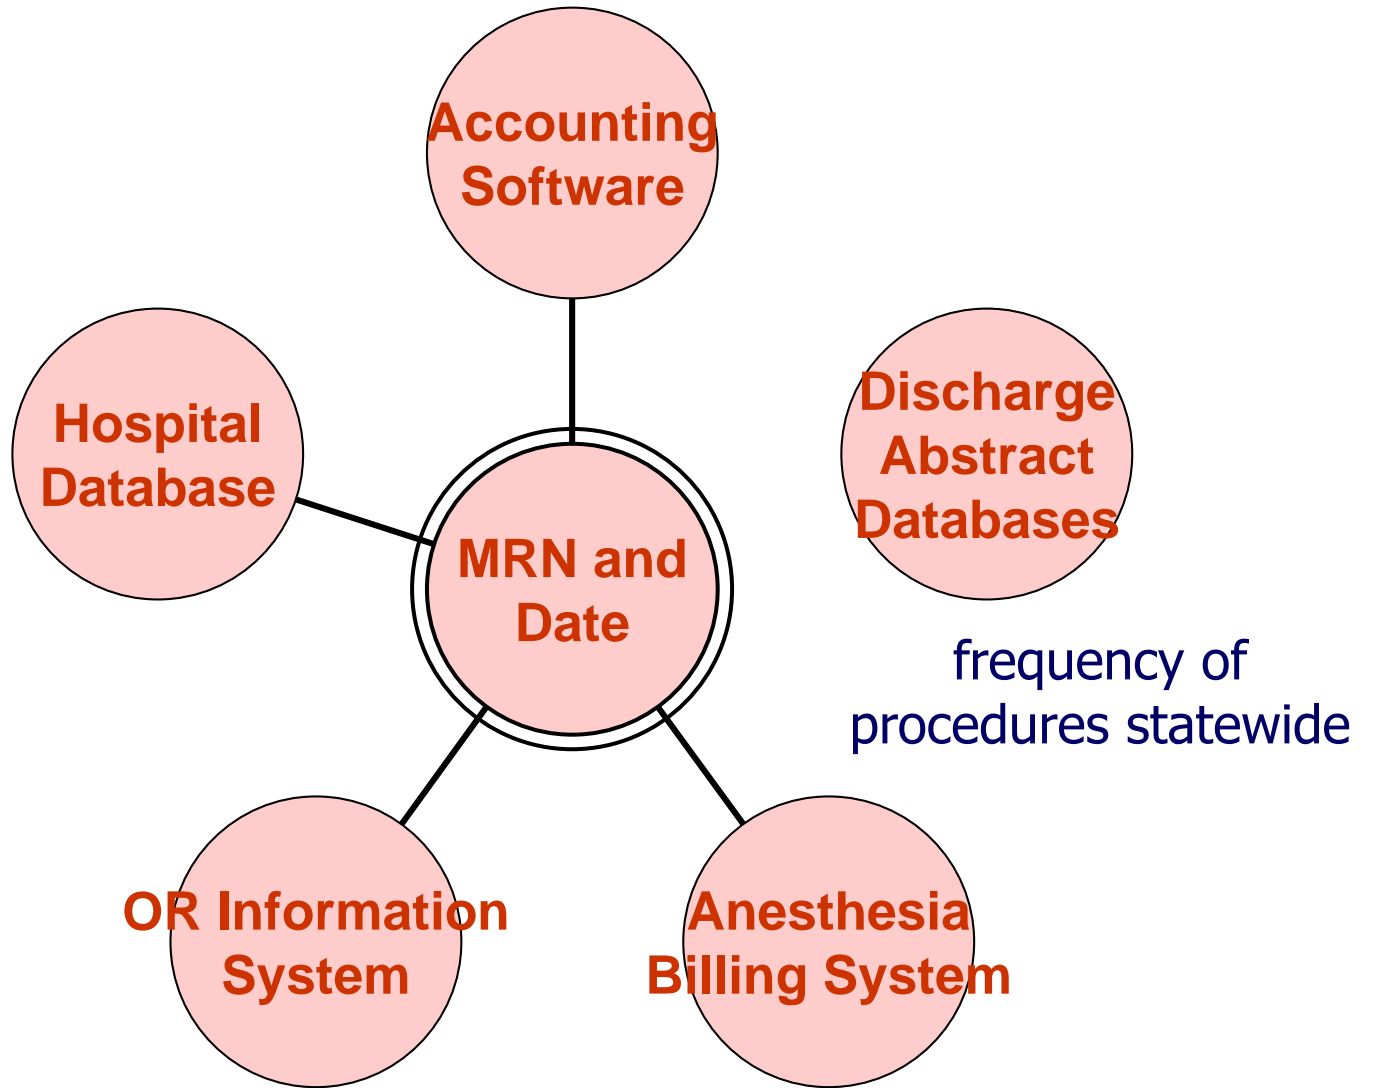 Accounting
Software
Hospital
Database
Discharge
Abstract
Databases
MRN and
Date
frequency of
procedures statewide
OR Information
System
Anesthesia
Billing System